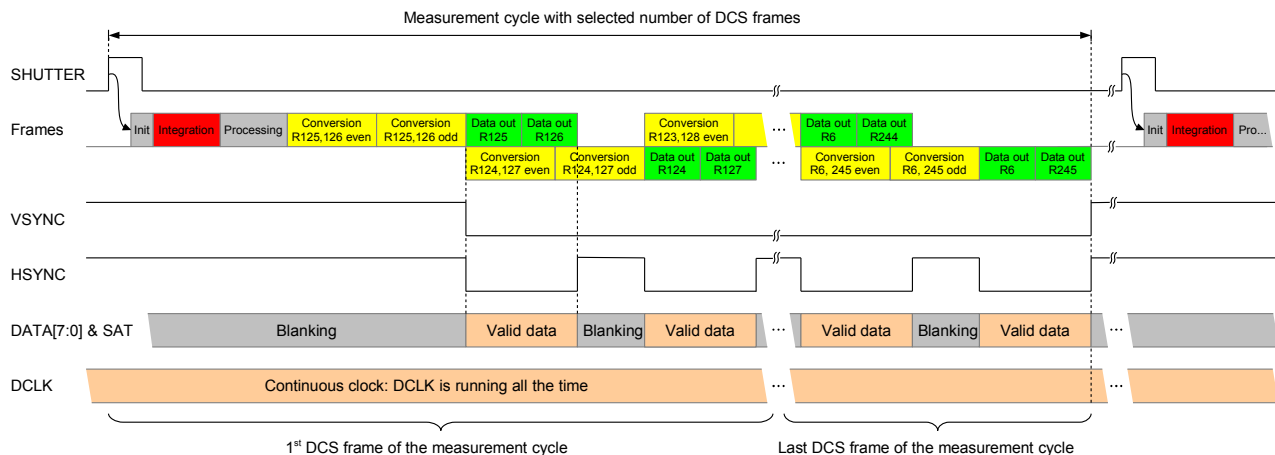 Measurement cycle with selected number of DCS frames
SHUTTER
Frames
Init
Integration
Processing
Conversion
R125,126 even
Conversion
R125,126 odd
Data out
R125
Data out
R126
Conversion
R123,128 even
...
Data out
R6
Data out
R244
Init
Integration
Pro...
Conversion
R124,127 even
Conversion
R124,127 odd
Data out
R124
Data out
R127
...
Conversion
R6, 245 even
Conversion
R6, 245 odd
Data out
R6
Data out
R245
VSYNC
HSYNC
DATA[7:0] & SAT
Blanking
Valid data
Blanking
Valid data
...
Valid data
Blanking
Valid data
...
DCLK
Continuous clock: DCLK is running all the time
...
...
1st DCS frame of the measurement cycle
Last DCS frame of the measurement cycle